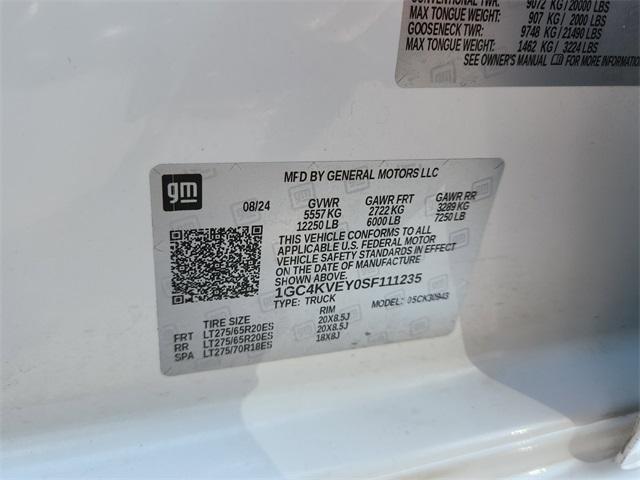 CONVENTIONAL TWR: 9072 KG/20000 LBS
MAX TONGUE WEIGHT: 907 KG/ 2000 LBS
GOOSENECK TWR: 9748 KG/21490 LBS
MAX TONGUE WEIGHT: 1462 KG/ 3224 LBS
SEE OWNER'S MANUAL FOR MORE INFORMA
gm
MFD BY GENERAL MOTORS LLC
08/24 GVWR GAWR FRT GAWR RR
5557 KG 2722 KG 3289 KG
12250 LB 6000 LB 7250 LB
THIS VEHICLE CONFORMS TO ALL
APPLICABLE U.S. FEDERAL MOTOR
VEHICLE SAFETY STANDARDS IN EFFECT
ON THE DATE OF MANUFACTURE
1GC4KVEY0SF111235
TYPE: TRUCK MODEL: 05CK30943
TIRE SIZE RIM
FRT LT275/65R20ES 20X8.5J
RR LT275/65R20ES 20X8.5J
SPA LT275/70R18ES 18X8J